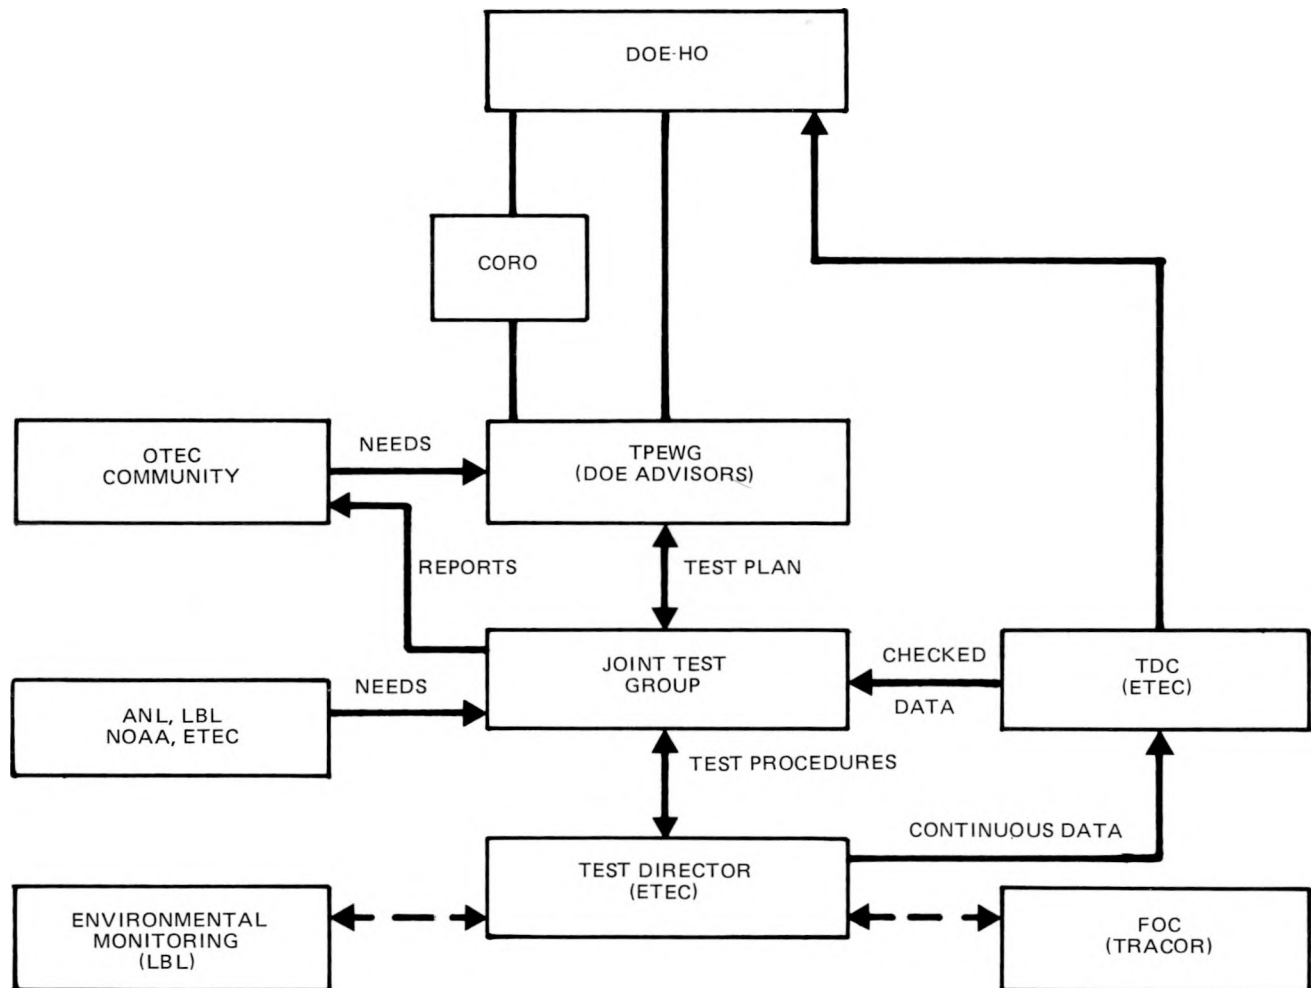 DOE-HO
CORO
OTEC
COMMUNITY
NEEDS
TPEWG
(DOE ADVISORS)
REPORTS
TEST PLAN
ANL, LBL
NOAA, ETEC
NEEDS
JOINT TEST
GROUP
CHECKED
DATA
TDC
(ETEC)
TEST PROCEDURES
CONTINUOUS DATA
TEST DIRECTOR
(ETEC)
ENVIRONMENTAL
MONITORING
(LBL)
FOC
(TRACOR)